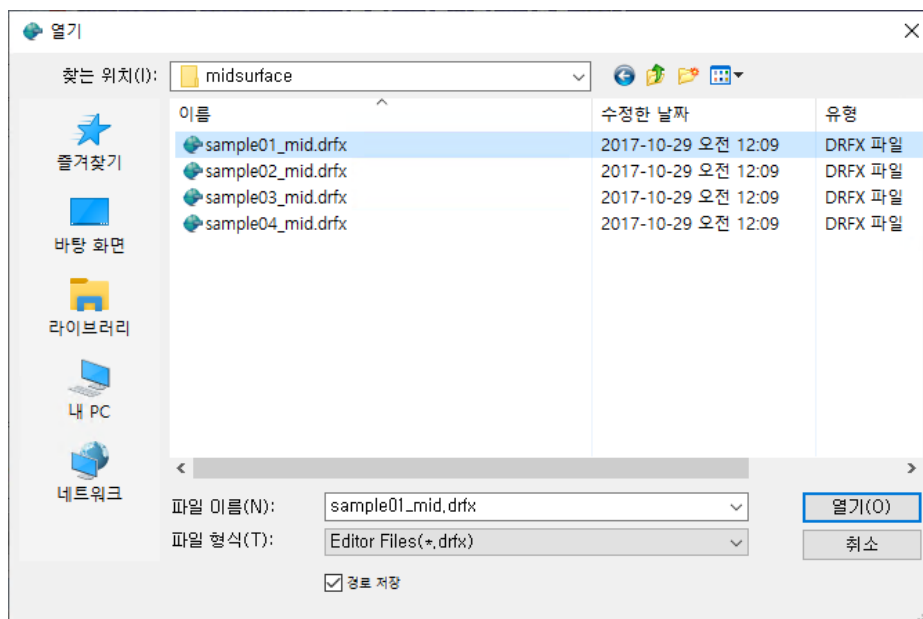 열기
찾는 위치(I):
midsurface
이름
수정한 날짜
유형
sample01_mid.drfx
2017-10-29 오전 12:09
DRFX 파일
sample02_mid.drfx
2017-10-29 오전 12:09
DRFX 파일
sample03_mid.drfx
2017-10-29 오전 12:09
DRFX 파일
sample04_mid.drfx
2017-10-29 오전 12:09
DRFX 파일
즐겨찾기
바탕 화면
라이브러리
내 PC
네트워크
파일 이름(N):
sample01_mid.drfx
열기(O)
파일 형식(T):
Editor Files(*.drfx)
취소
경로 저장